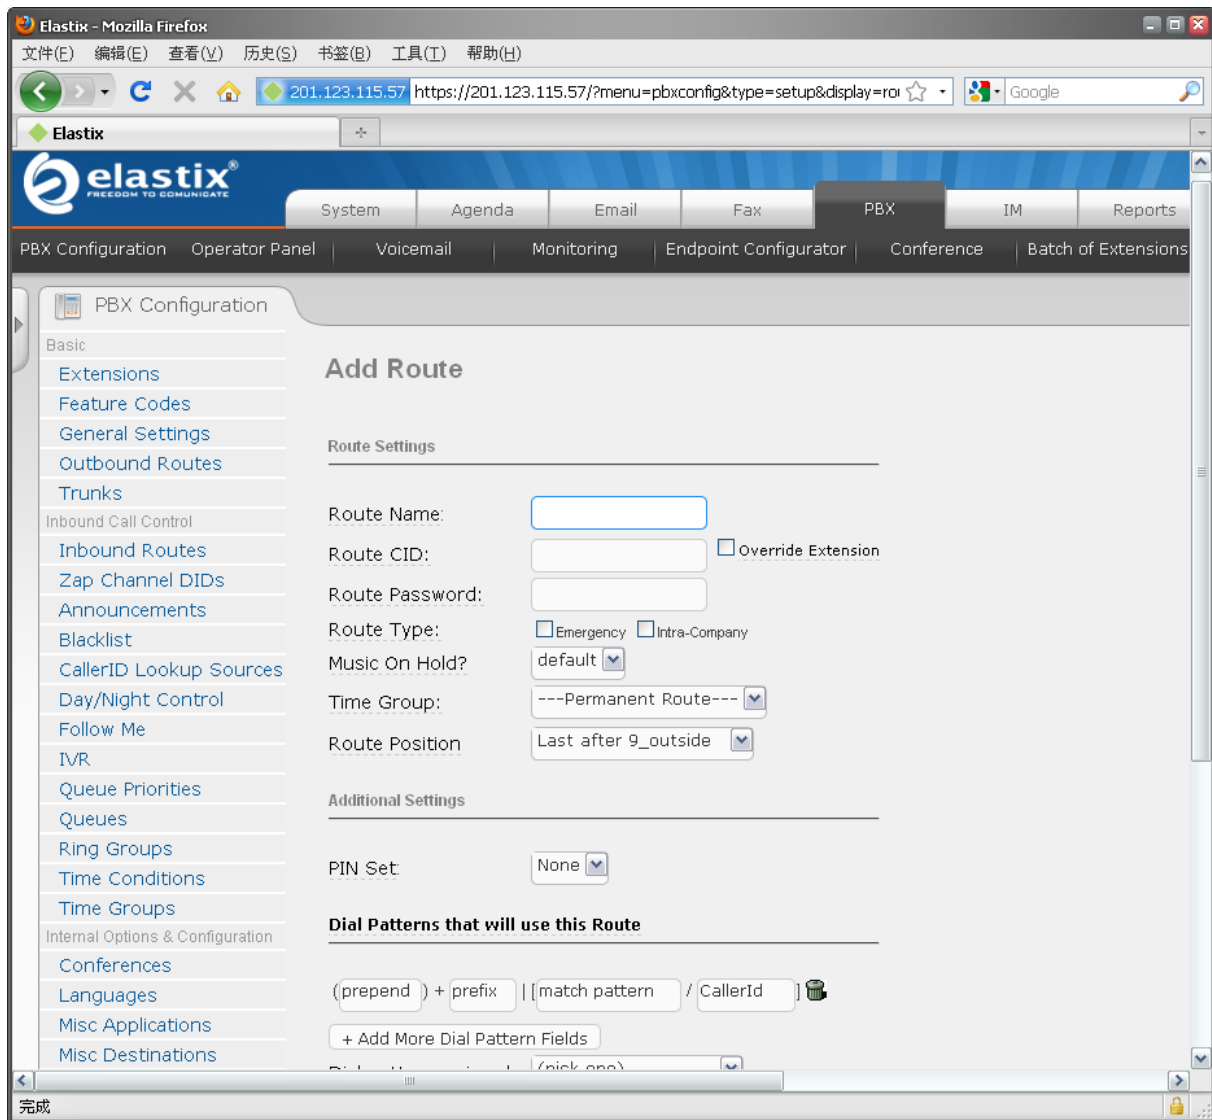 Elastix - Mozilla Firefox
文件(F) 编辑(E) 查看(V) 历史(S) 书签(B) 工具(T) 帮助(H)
201.123.115.57 https://201.123.115.57/?menu=pbxconfig&type=setup&display=rou Google
Elastix
elastix®
FREEDOM TO COMUNICATE
System Agenda Email Fax PBX IM Reports
PBX Configuration Operator Panel Voicemail Monitoring Endpoint Configurator Conference Batch of Extensions
PBX Configuration
Basic
Extensions
Feature Codes
General Settings
Outbound Routes
Trunks
Inbound Call Control
Inbound Routes
Zap Channel DIDs
Announcements
Blacklist
CallerID Lookup Sources
Day/Night Control
Follow Me
IVR
Queue Priorities
Queues
Ring Groups
Time Conditions
Time Groups
Internal Options & Configuration
Conferences
Languages
Misc Applications
Misc Destinations
Add Route
Route Settings
Route Name:
Route CID: Override Extension
Route Password:
Route Type: Emergency Intra-Company
Music On Hold? default
Time Group: ---Permanent Route---
Route Position Last after 9_outside
Additional Settings
PIN Set: None
Dial Patterns that will use this Route
(prepend) + prefix | [match pattern / CallerId ]
+ Add More Dial Pattern Fields
(pick one)
完成